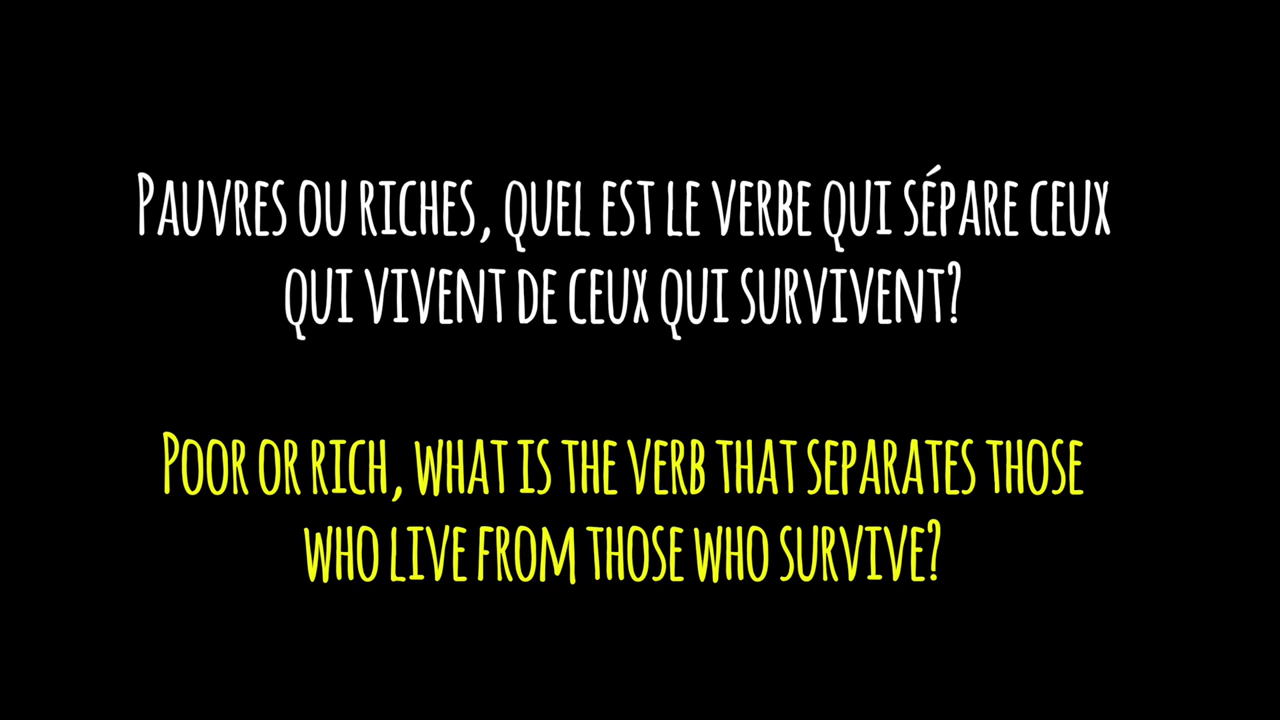 Pauvres ou riches, quel est le verbe qui sépare ceux
qui vivent de ceux qui survivent?
Poor or rich, what is the verb that separates those
who live from those who survive?